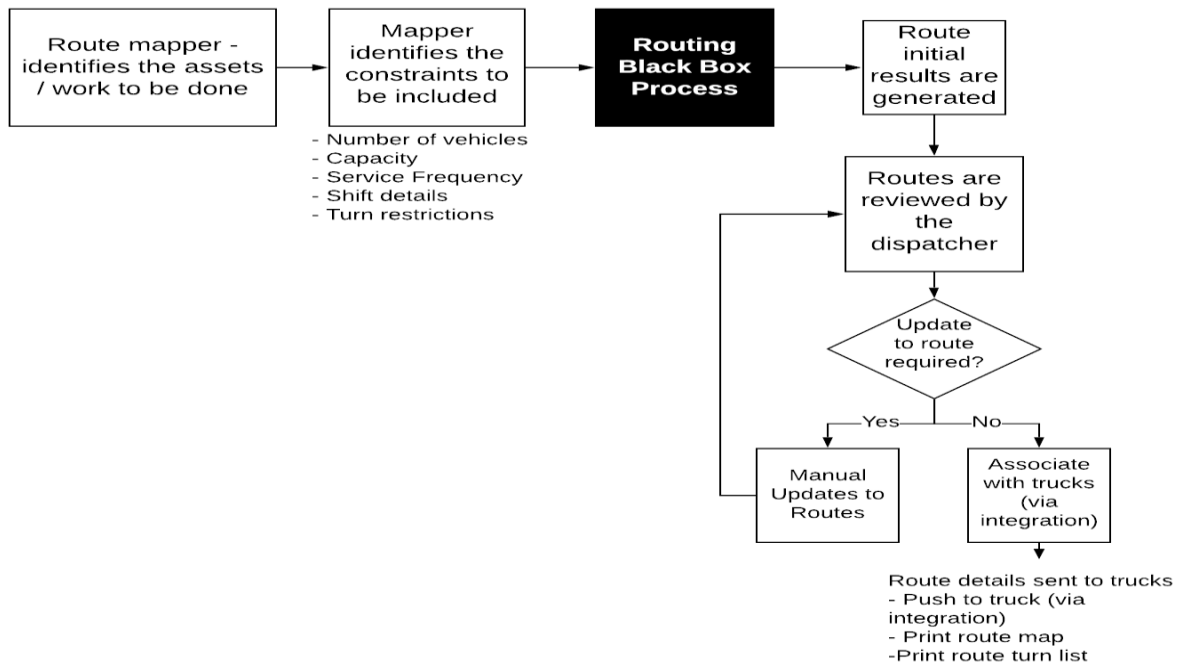 Route mapper -
identifies the assets
/ work to be done
Mapper
identifies the
constraints to
be included
- Number of vehicles
- Capacity
- Service Frequency
- Shift details
- Turn restrictions
Routing
Black Box
Process
Route
initial
results are
generated
Routes are
reviewed by
the
dispatcher
Update
to route
required?
Yes
No
Manual
Updates to
Routes
Associate
with trucks
(via
integration)
Route details sent to trucks
- Push to truck (via
integration)
- Print route map
-Print route turn list